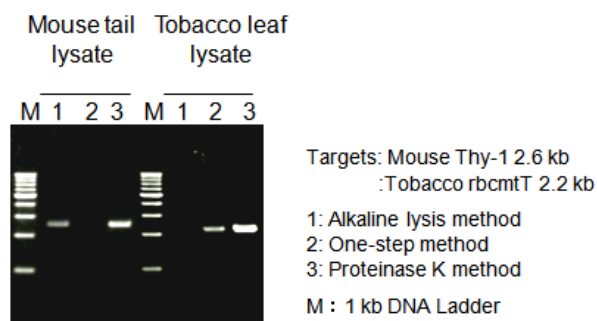 Mouse tail lysate
Tobacco leaf lysate
M 1 2 3 M 1 2 3
Targets: Mouse Thy-1 2.6 kb
:Tobacco rbcmtT 2.2 kb
1: Alkaline lysis method
2: One-step method
3: Proteinase K method
M : 1 kb DNA Ladder